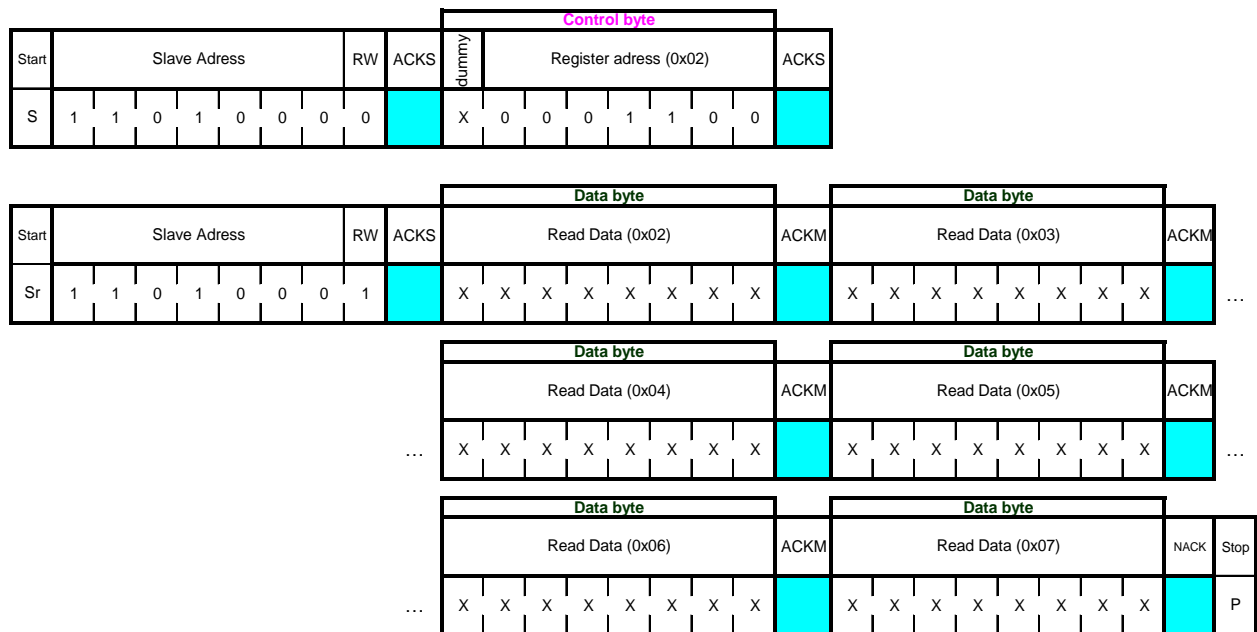 Control byte
Start Slave Adress RW ACKS dummy Register adress (0x02) ACKS
S 1 1 0 1 0 0 0 0 X 0 0 0 1 1 0 0
Data byte Data byte
Start Slave Adress RW ACKS Read Data (0x02) ACKM Read Data (0x03) ACKM
Sr 1 1 0 1 0 0 0 1 X X X X X X X X X X X X X X X X …
Data byte Data byte
Read Data (0x04) ACKM Read Data (0x05) ACKM
… X X X X X X X X X X X X X X X X …
Data byte Data byte
Read Data (0x06) ACKM Read Data (0x07) NACK Stop
… X X X X X X X X X X X X X X X X P